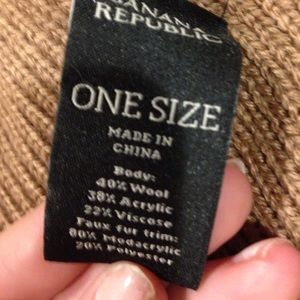 BANANA
REPUBLIC
ONE SIZE
MADE IN
CHINA
Body:
40% Wool
38% Acrylic
22% Viscose
Faux fur trim:
80% Modacrylic
20% Polyester